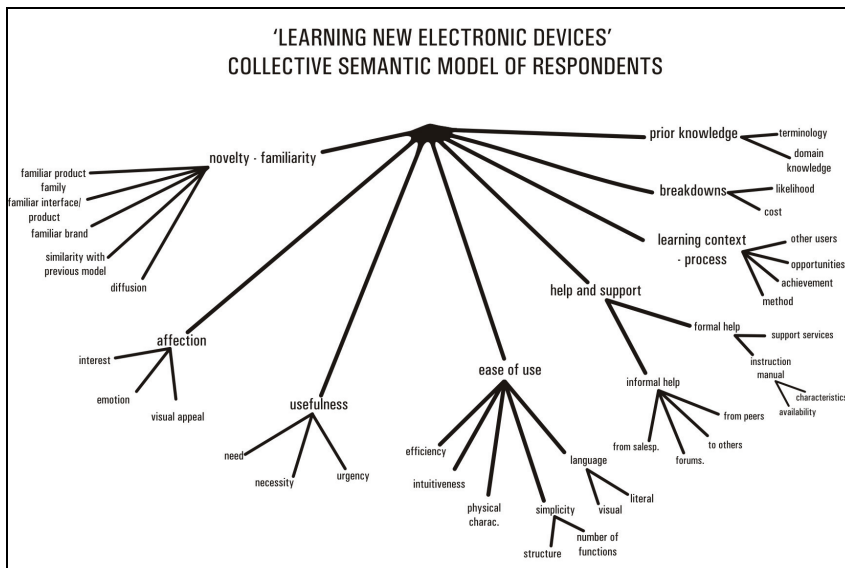 'LEARNING NEW ELECTRONIC DEVICES'
COLLECTIVE SEMANTIC MODEL OF RESPONDENTS
novelty - familiarity
familiar product
family
familiar interface/
product
familiar brand
similarity with
previous model
diffusion
affection
interest
emotion
visual appeal
usefulness
need
necessity
urgency
ease of use
efficiency
intuitiveness
physical
charac.
simplicity
structure
number of
functions
language
visual
literal
help and support
informal help
from salesp.
forums.
to others
from peers
formal help
support services
instruction
manual
availability
characteristics
learning context
- process
other users
opportunities
achievement
method
breakdowns
likelihood
cost
prior knowledge
terminology
domain
knowledge